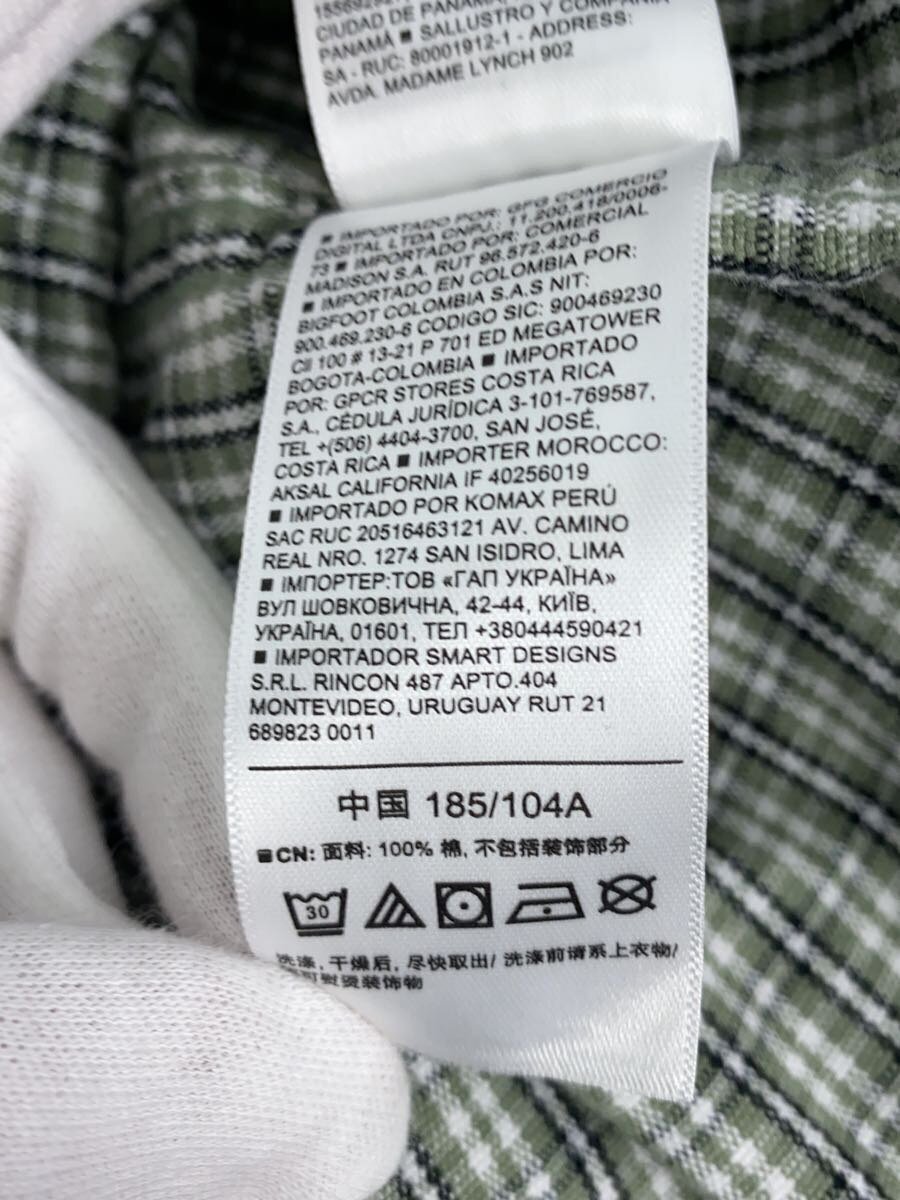 CIUDAD DE PANAMÁ,
PANAMÁ ■ SALLUSTRO Y COMPAÑIA
SA - RUC: 80001912-1 - ADDRESS:
AVDA. MADAME LYNCH 902
■ IMPORTADO POR: GFG COMERCIO
DIGITAL LTDA CNPJ.: 11.200.418/0006-
73 ■ IMPORTADO POR: COMERCIAL
MADISON S.A. RUT 96.572.420-6
■ IMPORTADO EN COLOMBIA POR:
BIGFOOT COLOMBIA S.A.S NIT:
900.469.230-6 CODIGO SIC: 900469230
Cll 100 # 13-21 P 701 ED MEGATOWER
BOGOTA-COLOMBIA ■ IMPORTADO
POR: GPCR STORES COSTA RICA
S.A., CÉDULA JURÍDICA 3-101-769587,
TEL +(506) 4404-3700, SAN JOSÉ,
COSTA RICA ■ IMPORTER MOROCCO:
AKSAL CALIFORNIA IF 40256019
■ IMPORTADO POR KOMAX PERÚ
SAC RUC 20516463121 AV. CAMINO
REAL NRO. 1274 SAN ISIDRO, LIMA
■ ІМПОРТЕР:ТОВ «ГАП УКРАЇНА»
ВУЛ ШОВКОВИЧНА, 42-44, КИЇВ,
УКРАЇНА, 01601, ТЕЛ +380444590421
■ IMPORTADOR SMART DESIGNS
S.R.L. RINCON 487 APTO.404
MONTEVIDEO, URUGUAY RUT 21
689823 0011
中国 185/104A
■CN: 面料: 100% 棉, 不包括装饰部分
30
洗涤, 干燥后, 尽快取出/ 洗涤前请系上衣物/
可熨烫装饰物